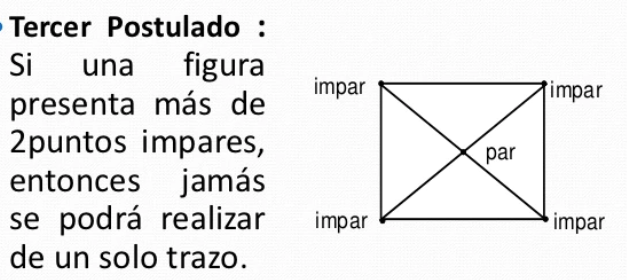 Tercer Postulado :
Si una figura
presenta más de
2puntos impares,
entonces jamás
se podrá realizar
de un solo trazo.
impar
impar
par
impar
impar